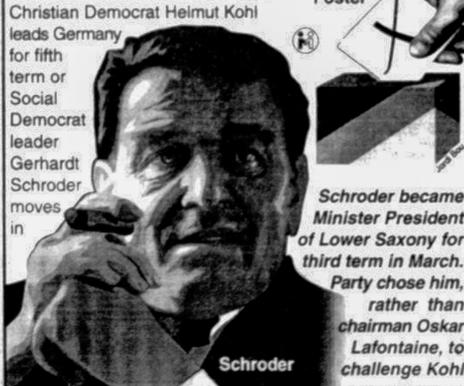 Poster
Christian Democrat Helmut Kohl
leads Germany
for fifth
term or
Social
Democrat
leader
Gerhardt
Schroder
moves
in
Schroder became
Minister President
of Lower Saxony for
third term in March.
Party chose him,
rather than
chairman Oskar
Lafontaine, to
challenge Kohl
Schroder